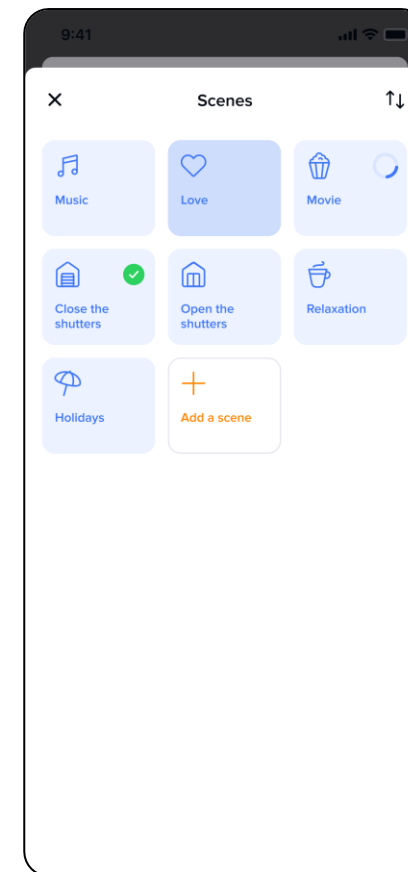 9:41
Scenes
Music
Love
Movie
Close the
shutters
Open the
shutters
Relaxation
Holidays
Add a scene